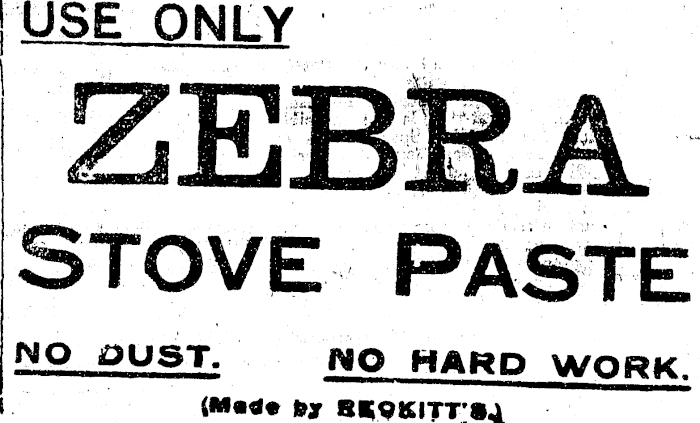 USE ONLY
ZEBRA
STOVE PASTE
NO DUST. NO HARD WORK.
(Made by RECKITT'S.)